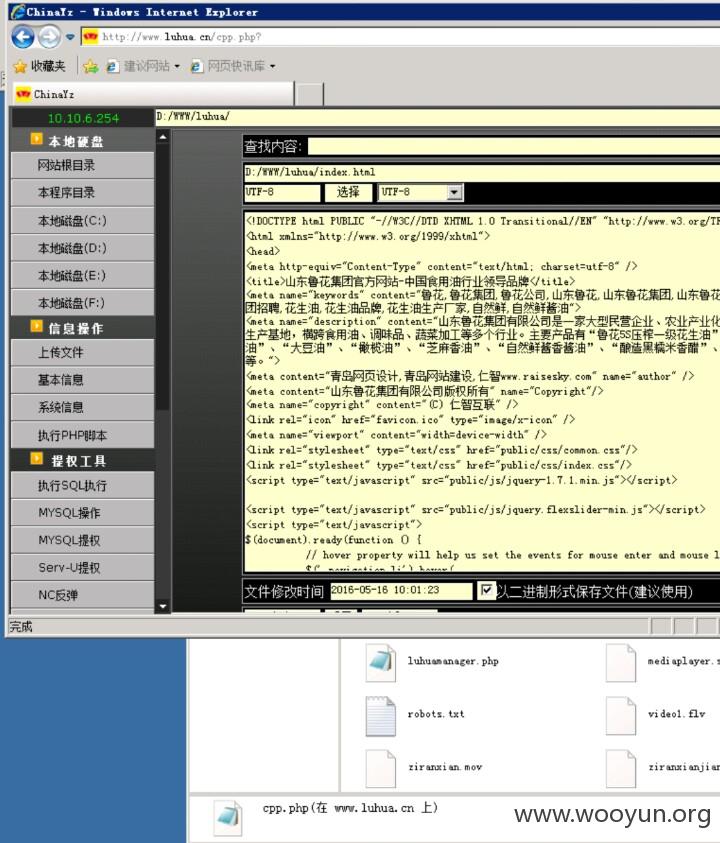 ChinaYz - Windows Internet Explorer
http://www.luhua.cn/cpp.php?
收藏夹 建议网站 网页快讯库
ChinaYz
10.10.6.254 D:/WWW/luhua/
本地硬盘
网站根目录
本程序目录
本地磁盘(C:)
本地磁盘(D:)
本地磁盘(E:)
本地磁盘(F:)
信息操作
上传文件
基本信息
系统信息
执行PHP脚本
提权工具
执行SQL执行
MYSQL操作
MYSQL提权
Serv-U提权
NC反弹
查找内容:
D:/WWW/luhua/index.html
UTF-8 选择 UTF-8
<!DOCTYPE html PUBLIC "-//W3C//DTD XHTML 1.0 Transitional//EN" "http://www.w3.org/TR
<html xmlns="http://www.w3.org/1999/xhtml">
<head>
<meta http-equiv="Content-Type" content="text/html; charset=utf-8" />
<title>山东鲁花集团官方网站-中国食用油行业领导品牌</title>
<meta name="keywords" content="鲁花,鲁花集团,鲁花公司,山东鲁花,山东鲁花集团,山东鲁花
团招聘,花生油,花生油品牌,花生油生产厂家,自然鲜,自然鲜酱油">
<meta name="description" content="山东鲁花集团有限公司是一家大型民营企业、农业产业化
生产基地，横跨食用油、调味品、蔬菜加工等多个行业。主要产品有“鲁花5S压榨一级花生油”
油”、“大豆油”、“橄榄油”、“芝麻香油”、“自然鲜酱香酱油”、“酿造黑糯米香醋”、
等。">
<meta content="青岛网页设计,青岛网站建设,仁智www.raisesky.com" name="author" />
<meta content="山东鲁花集团有限公司版权所有" name="Copyright"/>
<meta name="copyright" content="(C) 仁智互联" />
<link rel="icon" href="favicon.ico" type="image/x-icon" />
<meta name="viewport" content="width=device-width" />
<link rel="stylesheet" type="text/css" href="public/css/common.css"/>
<link rel="stylesheet" type="text/css" href="public/css/index.css"/>
<script type="text/javascript" src="public/js/jquery-1.7.1.min.js"></script>
<script type="text/javascript" src="public/js/jquery.flexslider-min.js"></script>
<script type="text/javascript">
$(document).ready(function () {
// hover property will help us set the events for mouse enter and mouse l
$('.navigation li').hover(
文件修改时间 2016-05-16 10:01:23 以二进制形式保存文件(建议使用)
完成
luhuamanager.php mediaplayer.s
robots.txt video1.flv
ziranxian.mov ziranxianjian
cpp.php(在 www.luhua.cn 上)
www.wooyun.org